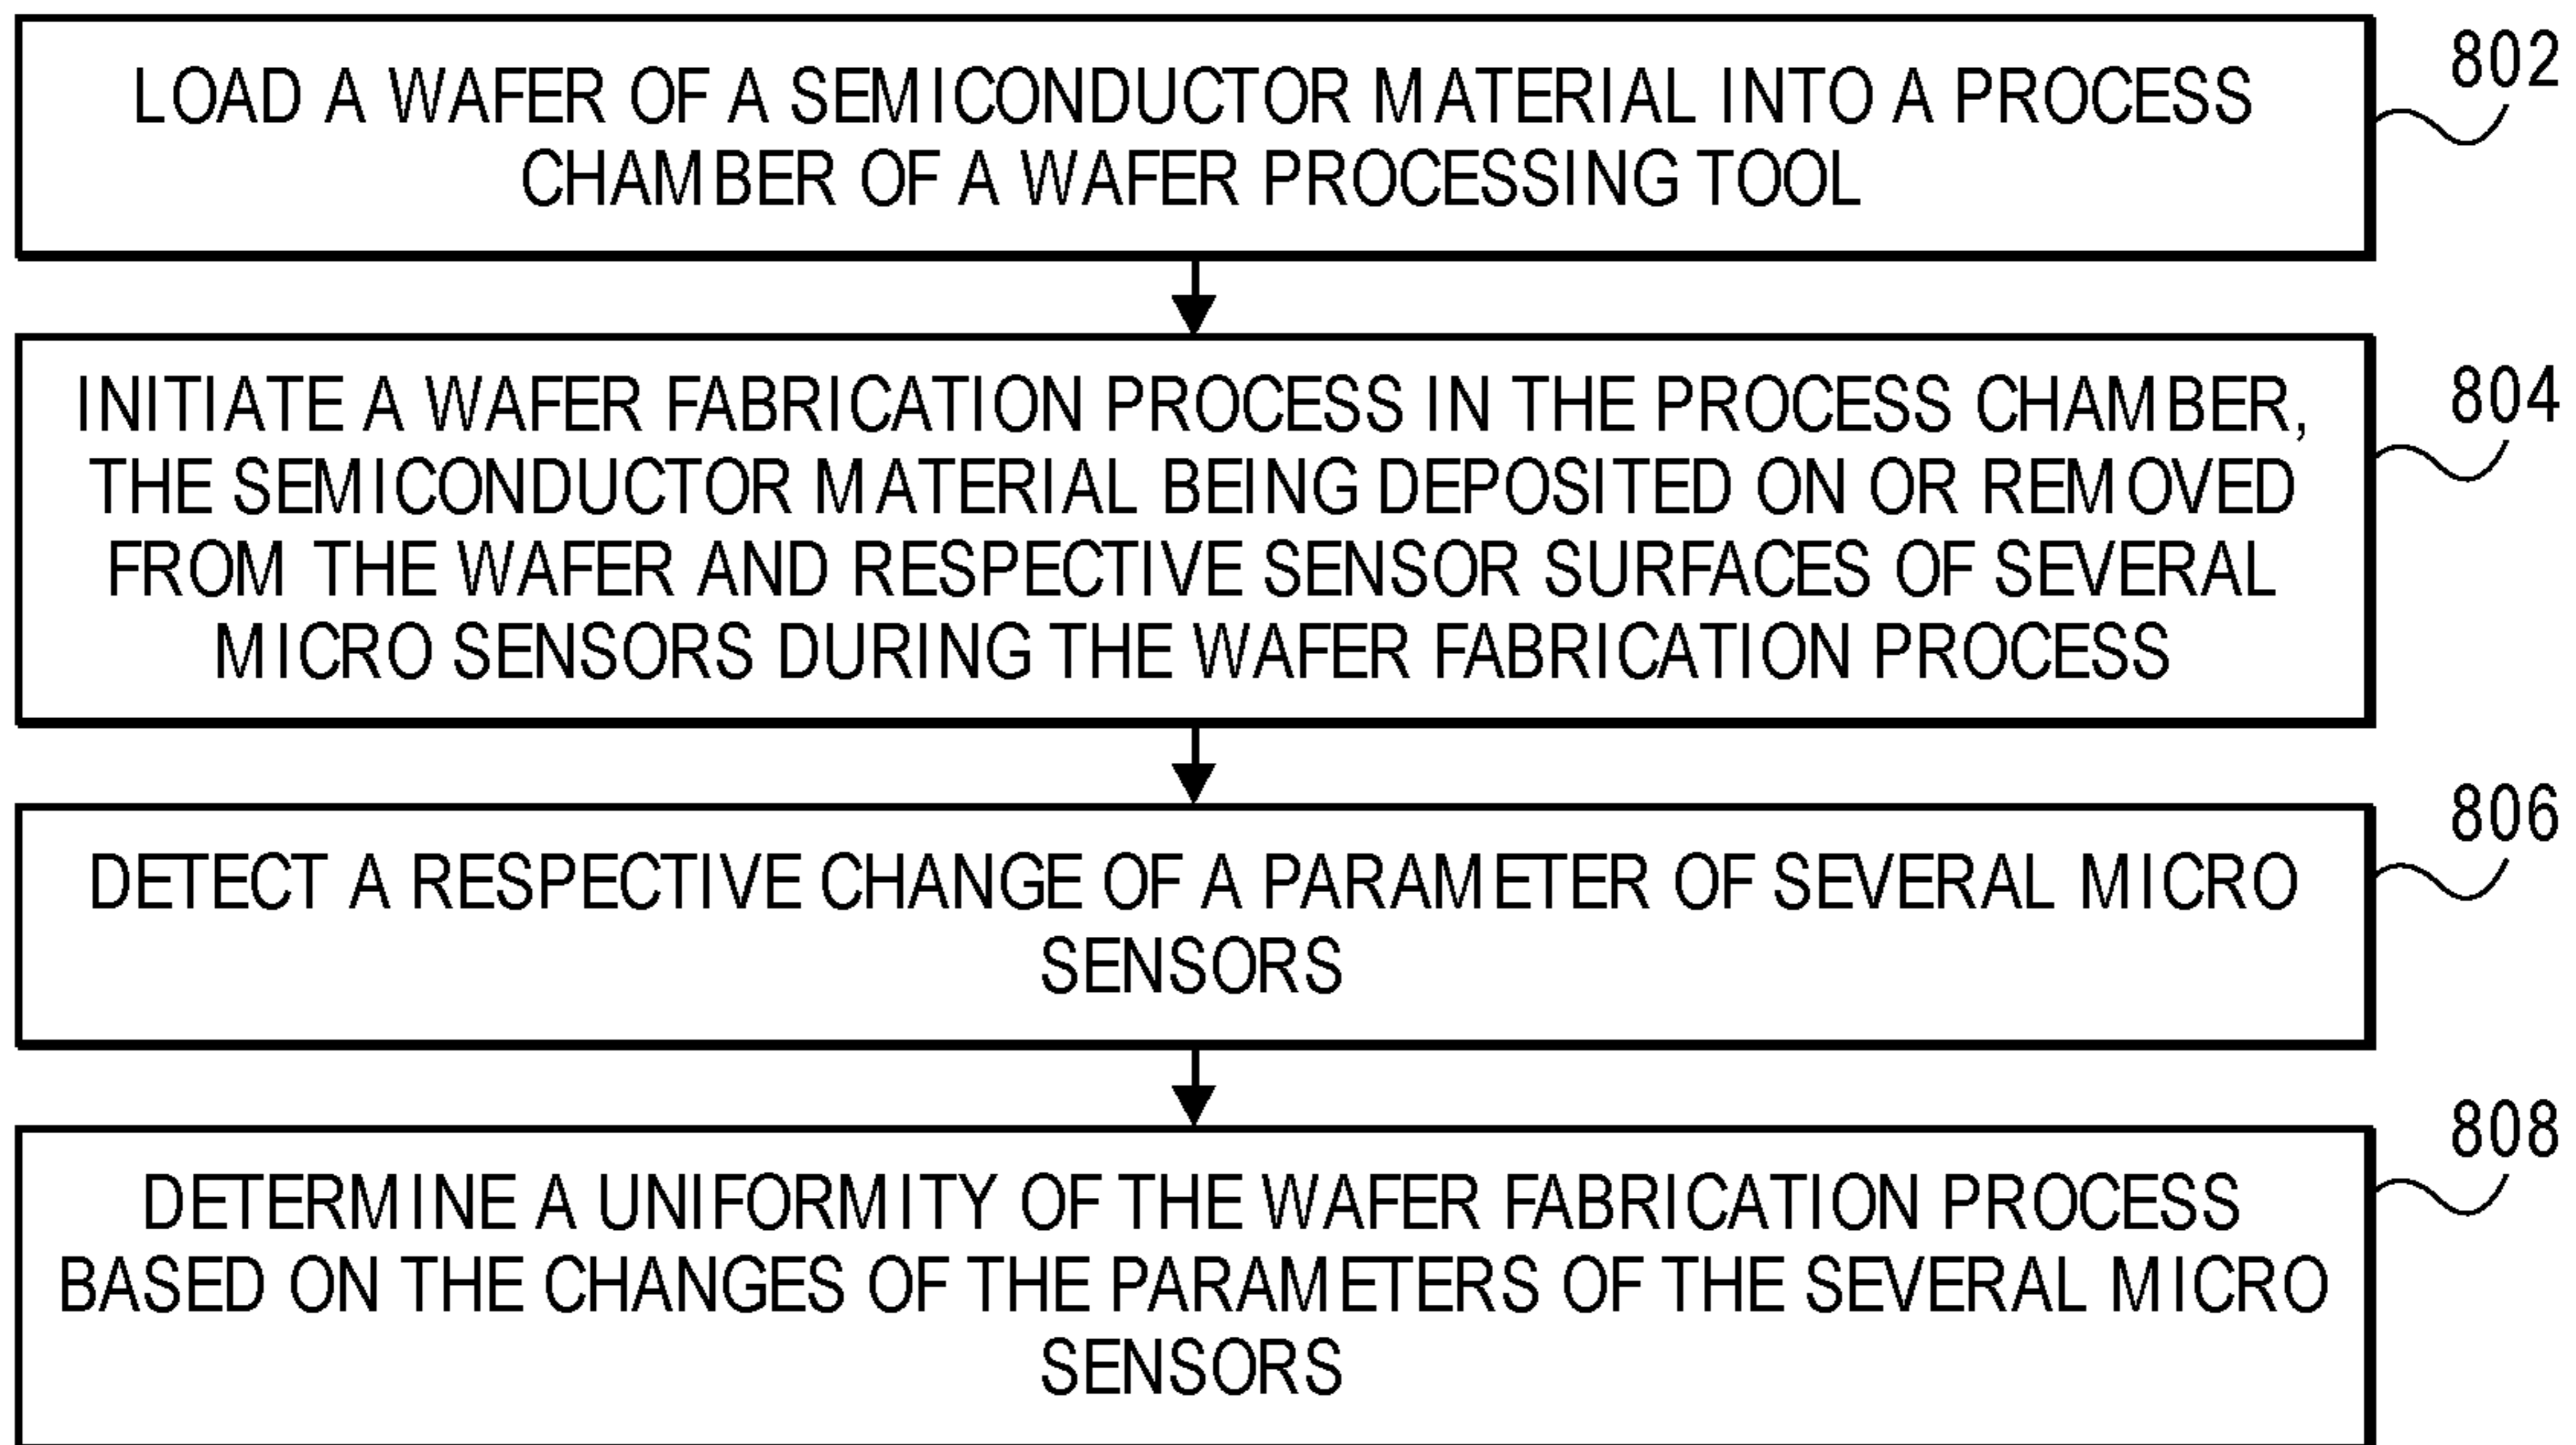 LOAD A WAFER OF A SEMICONDUCTOR MATERIAL INTO A PROCESS
CHAMBER OF A WAFER PROCESSING TOOL
802
INITIATE A WAFER FABRICATION PROCESS IN THE PROCESS CHAMBER,
THE SEMICONDUCTOR MATERIAL BEING DEPOSITED ON OR REMOVED
FROM THE WAFER AND RESPECTIVE SENSOR SURFACES OF SEVERAL
MICRO SENSORS DURING THE WAFER FABRICATION PROCESS
804
DETECT A RESPECTIVE CHANGE OF A PARAMETER OF SEVERAL MICRO
SENSORS
806
DETERMINE A UNIFORMITY OF THE WAFER FABRICATION PROCESS
BASED ON THE CHANGES OF THE PARAMETERS OF THE SEVERAL MICRO
SENSORS
808